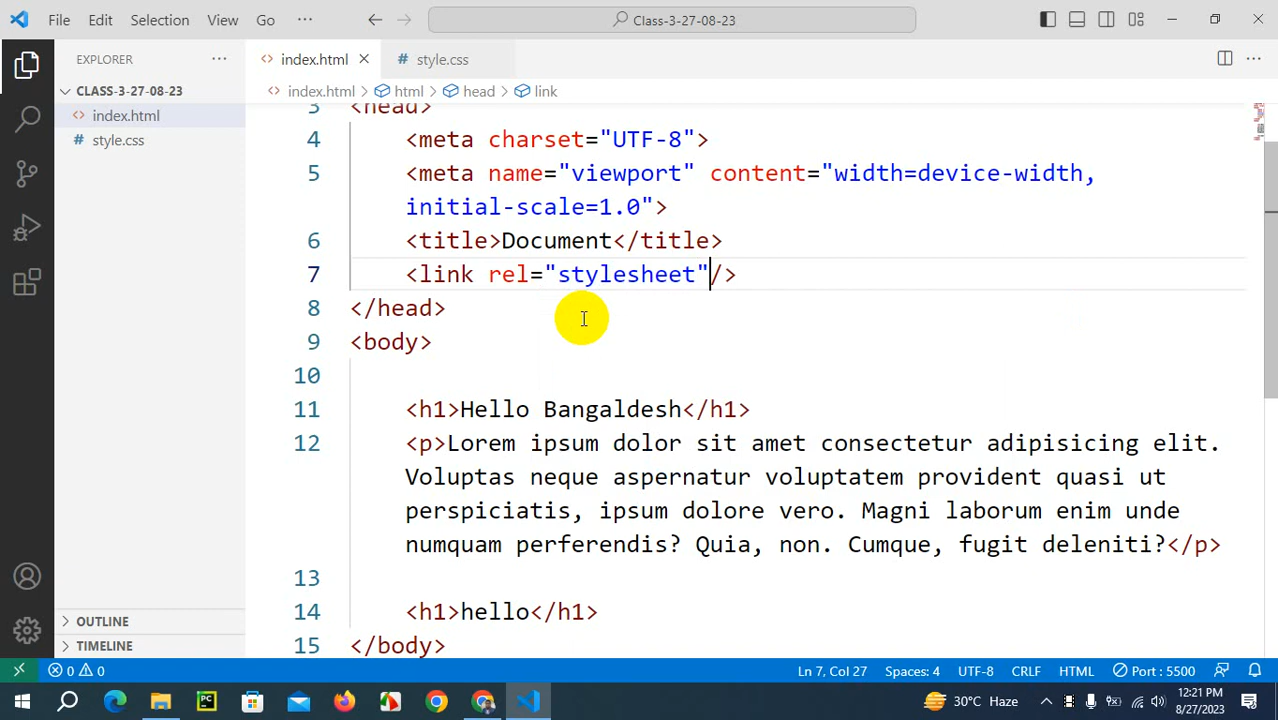 File Edit Selection View Go ··· Class-3-27-08-23
EXPLORER ···
index.html
style.css
CLASS-3-27-08-23
index.html
style.css
OUTLINE
TIMELINE
index.html > html > head > link
3 <head>
4 <meta charset="UTF-8">
5 <meta name="viewport" content="width=device-width,
initial-scale=1.0">
6 <title>Document</title>
7 <link rel="stylesheet"/>
8 </head>
9 <body>
10
11 <h1>Hello Bangaldesh</h1>
12 <p>Lorem ipsum dolor sit amet consectetur adipisicing elit.
Voluptas neque aspernatur voluptatem provident quasi ut
perspiciatis, ipsum dolore vero. Magni laborum enim unde
numquam perferendis? Quia, non. Cumque, fugit deleniti?</p>
13
14 <h1>hello</h1>
15 </body>
0 0 Ln 7, Col 27 Spaces: 4 UTF-8 CRLF HTML Port : 5500
PC 30°C Haze 12:21 PM
8/27/2023